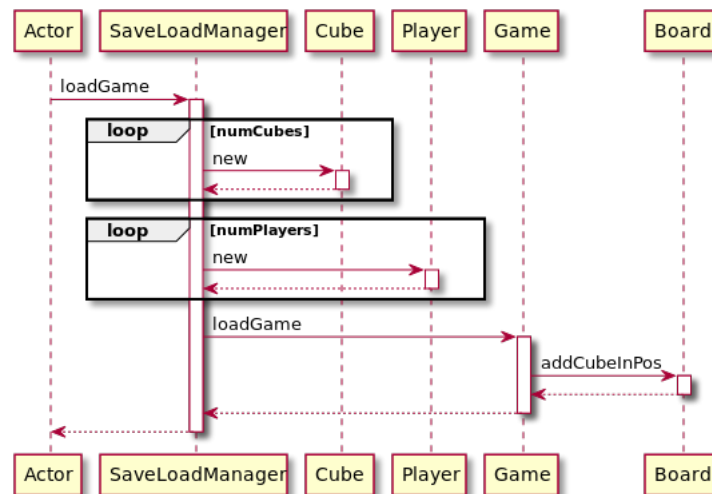 Actor SaveLoadManager Cube Player Game Board
loadGame
loop [numCubes]
new
loop [numPlayers]
new
loadGame
addCubeInPos
Actor SaveLoadManager Cube Player Game Board